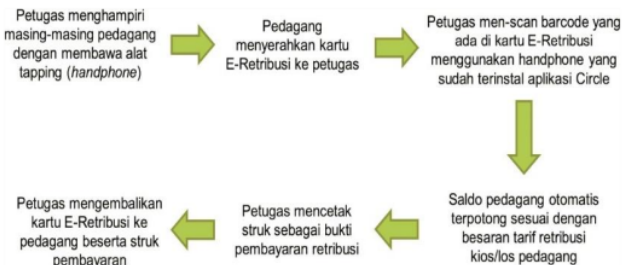 Petugas menghampiri
masing-masing pedagang
dengan membawa alat
tapping (handphone)
Pedagang
menyerahkan kartu
E-Retribusi ke petugas
Petugas men-scan barcode yang
ada di kartu E-Retribusi
menggunakan handphone yang
sudah terinstal aplikasi Circle
Saldo pedagang otomatis
terpotong sesuai dengan
besaran tarif retribusi
kios/los pedagang
Petugas mencetak
struk sebagai bukti
pembayaran retribusi
Petugas mengembalikan
kartu E-Retribusi ke
pedagang beserta struk
pembayaran